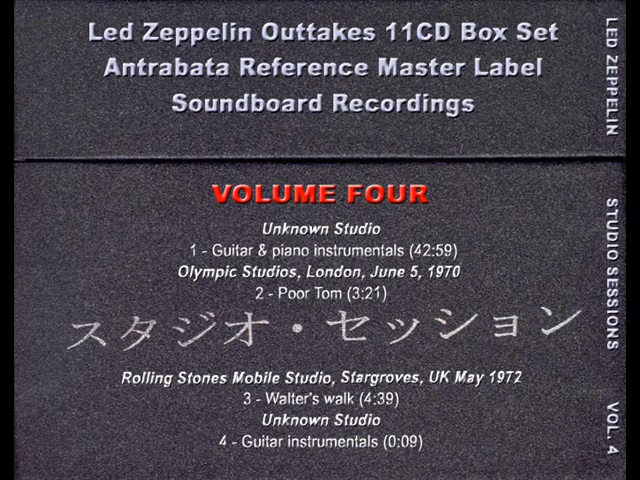 Led Zeppelin Outtakes 11CD Box Set
Antrabata Reference Master Label
Soundboard Recordings
VOLUME FOUR
Unknown Studio
1 - Guitar & piano instrumentals (42:59)
Olympic Studios, London, June 5, 1970
2 - Poor Tom (3:21)
スタジオ・セッション
Rolling Stones Mobile Studio, Stargroves, UK May 1972
3 - Walter's walk (4:39)
Unknown Studio
4 - Guitar instrumentals (0:09)
LED ZEPPELIN STUDIO SESSIONS VOL. 4